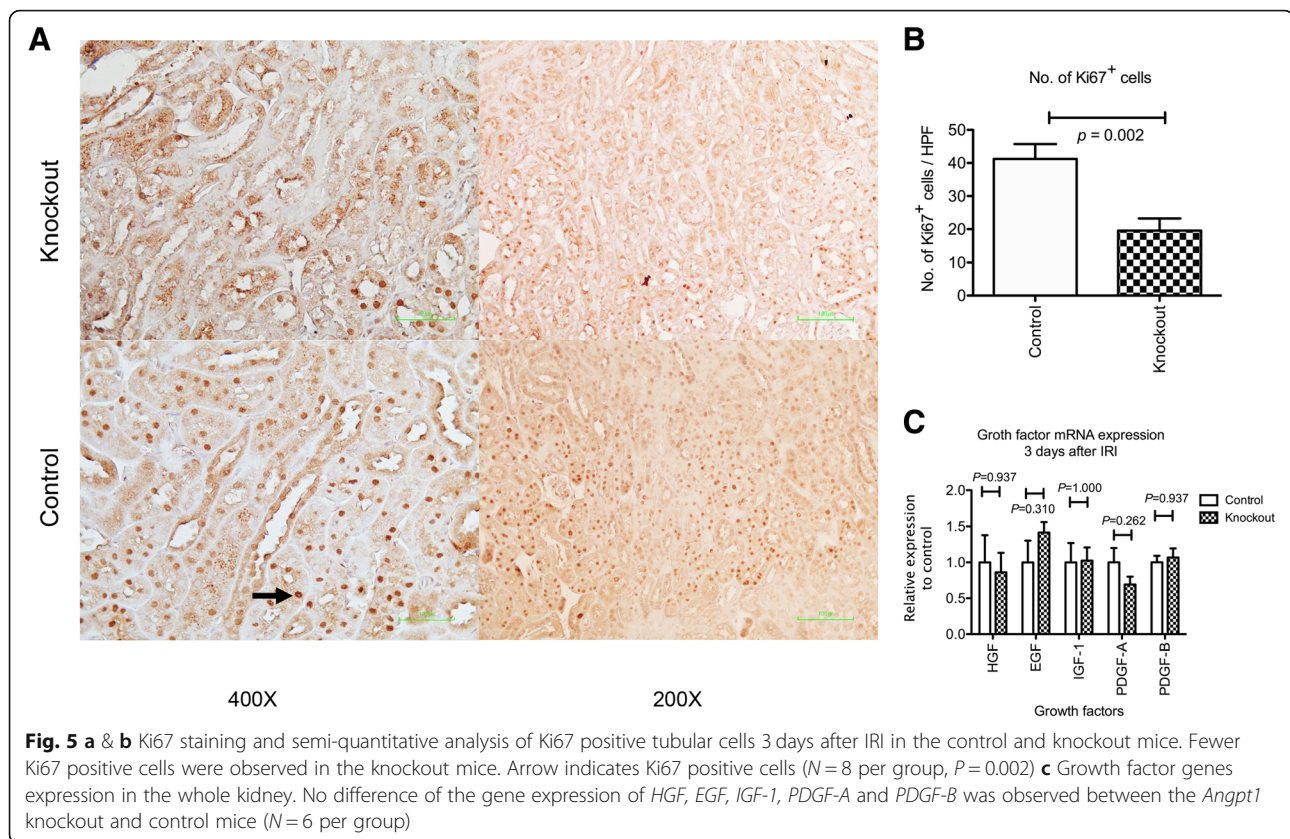 A
Knockout
Control
400X
200X
B
No. of Ki67+ cells
p = 0.002
No. of Ki67+ cells / HPF
50
40
30
20
10
0
Control
Knockout
C
Groth factor mRNA expression
3 days after IRI
P=0.937
P=0.310
P=1.000
P=0.262
P=0.937
Control
Knockout
Relative expression
to control
2.0
1.5
1.0
0.5
0.0
HGF
EGF
IGF-1
PDGF-A
PDGF-B
Growth factors
Fig. 5 a & b Ki67 staining and semi-quantitative analysis of Ki67 positive tubular cells 3 days after IRI in the control and knockout mice. Fewer
Ki67 positive cells were observed in the knockout mice. Arrow indicates Ki67 positive cells (N = 8 per group, P = 0.002) c Growth factor genes
expression in the whole kidney. No difference of the gene expression of HGF, EGF, IGF-1, PDGF-A and PDGF-B was observed between the Angpt1
knockout and control mice (N = 6 per group)